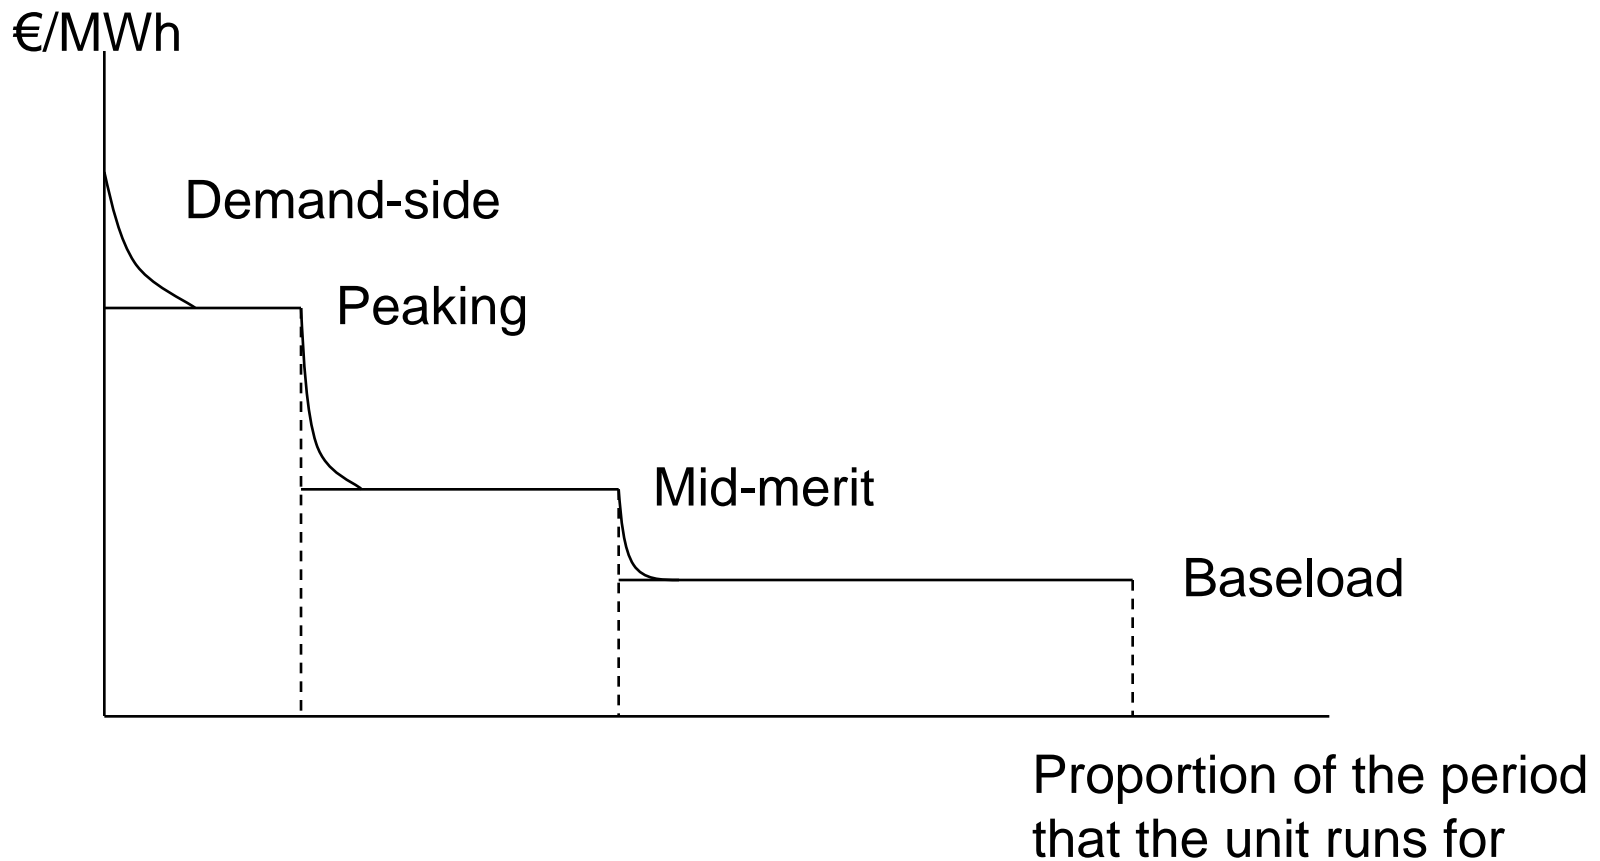 €/MWh
Demand-side
Peaking
Mid-merit
Baseload
Proportion of the period
that the unit runs for